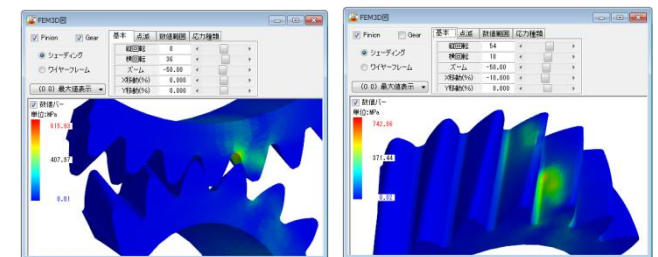 FEM3D図
Pinion
Gear
シェーディング
ワイヤーフレーム
(0 0) 最大値表示
基本 点滅 数値範囲 応力種類
縦回転 8
横回転 36
ズーム -50.00
X移動(%) 0.000
Y移動(%) 0.000
数値バー
単位:MPa
815.93
407.97
0.01
FEM3D図
Pinion
Gear
シェーディング
ワイヤーフレーム
(0 0) 最大値表示
基本 点滅 数値範囲 応力種類
縦回転 54
横回転 18
ズーム -50.00
X移動(%) -10.000
Y移動(%) 0.000
数値バー
単位:MPa
742.86
371.44
0.02